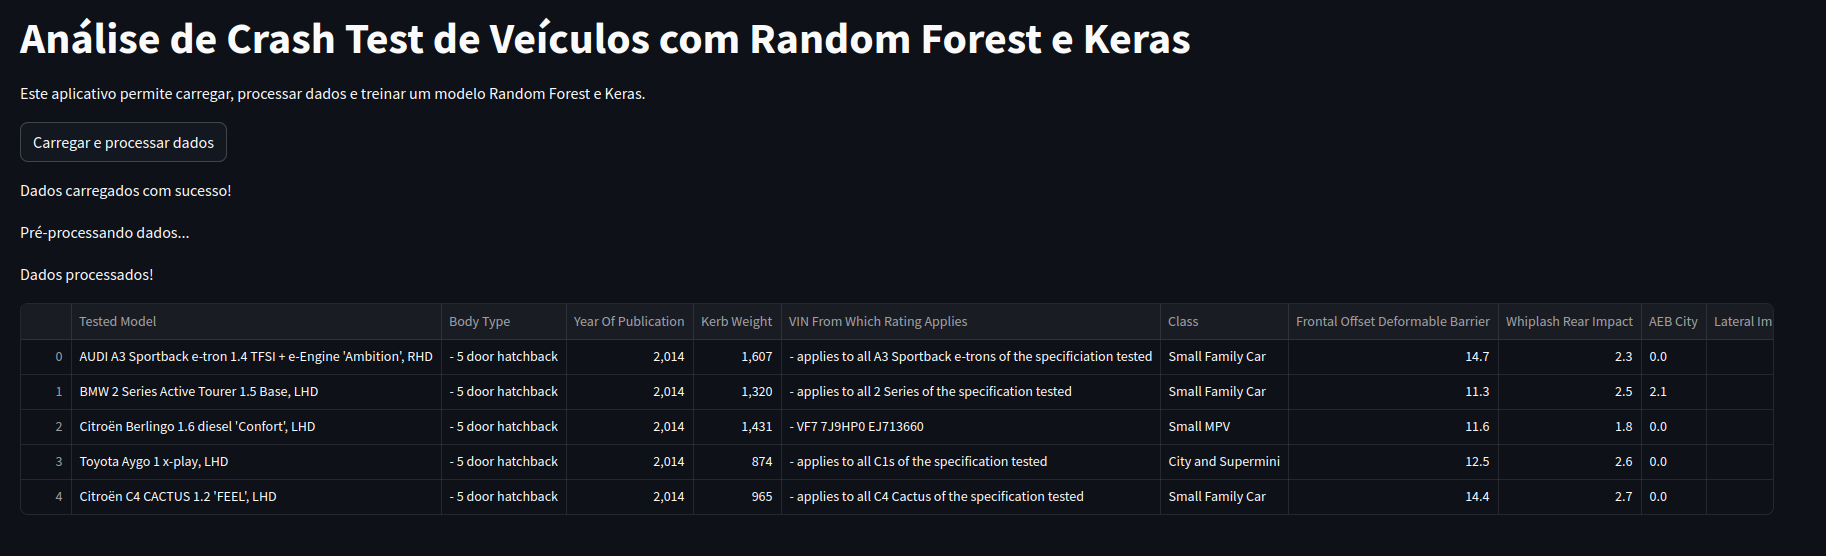 Análise de Crash Test de Veículos com Random Forest e Keras
Este aplicativo permite carregar, processar dados e treinar um modelo Random Forest e Keras.
Carregar e processar dados
Dados carregados com sucesso!
Pré-processando dados...
Dados processados!
Tested Model Body Type Year Of Publication Kerb Weight VIN From Which Rating Applies Class Frontal Offset Deformable Barrier Whiplash Rear Impact AEB City Lateral Im
0 AUDI A3 Sportback e-tron 1.4 TFSI + e-Engine 'Ambition', RHD - 5 door hatchback 2,014 1,607 - applies to all A3 Sportback e-trons of the specificiation tested Small Family Car 14.7 2.3 0.0
1 BMW 2 Series Active Tourer 1.5 Base, LHD - 5 door hatchback 2,014 1,320 - applies to all 2 Series of the specification tested Small Family Car 11.3 2.5 2.1
2 Citroën Berlingo 1.6 diesel 'Confort', LHD - 5 door hatchback 2,014 1,431 - VF7 7J9HP0 EJ713660 Small MPV 11.6 1.8 0.0
3 Toyota Aygo 1 x-play, LHD - 5 door hatchback 2,014 874 - applies to all C1s of the specification tested City and Supermini 12.5 2.6 0.0
4 Citroën C4 CACTUS 1.2 'FEEL', LHD - 5 door hatchback 2,014 965 - applies to all C4 Cactus of the specification tested Small Family Car 14.4 2.7 0.0